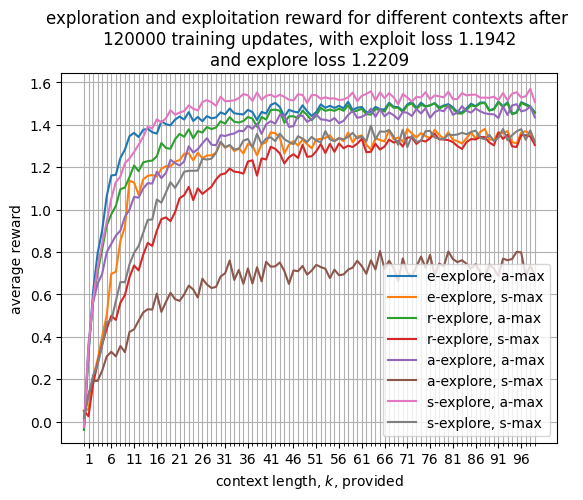 exploration and exploitation reward for different contexts after
120000 training updates, with exploit loss 1.1942
and explore loss 1.2209
average reward
1.6
1.4
1.2
1.0
0.8
0.6
0.4
0.2
0.0
e-explore, a-max
e-explore, s-max
r-explore, a-max
r-explore, s-max
a-explore, a-max
a-explore, s-max
s-explore, a-max
s-explore, s-max
1 6 11 16 21 26 31 36 41 46 51 56 61 66 71 76 81 86 91 96
context length, k, provided